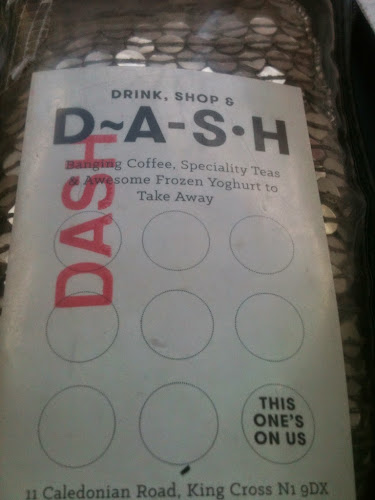 DRINK, SHOP &
D~A-S•H
Banging Coffee, Speciality Teas
& Awesome Frozen Yoghurt to
Take Away
DASH
THIS
ONE'S
ON US
11 Caledonian Road, King Cross N1 9DX